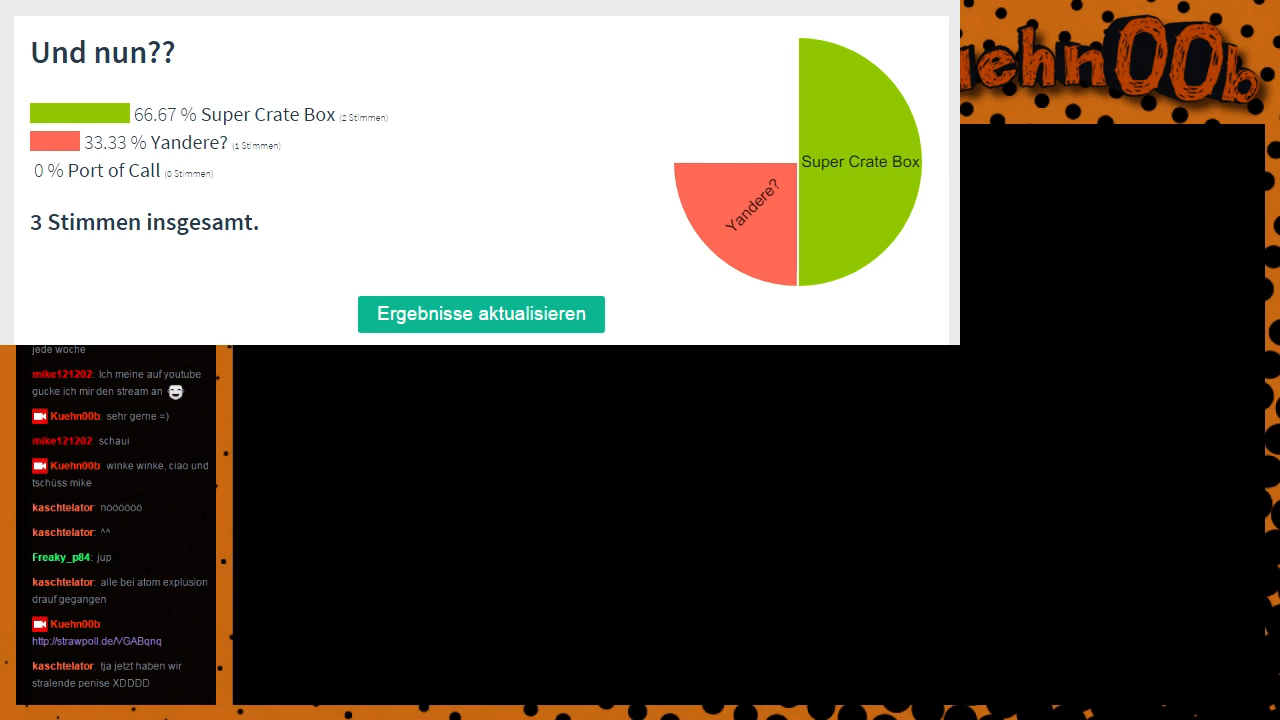 Und nun??
66.67 % Super Crate Box (2 Stimmen)
33.33 % Yandere? (1 Stimmen)
0 % Port of Call (0 Stimmen)
3 Stimmen insgesamt.
Super Crate Box
Yandere?
Ergebnisse aktualisieren
uehn00b
jede woche
mike121202: Ich meine auf youtube
gucke ich mir den stream an
Kuehn00b: sehr gerne =)
mike121202: schaui
Kuehn00b: winke winke, ciao und
tschüss mike
kaschtelator: nöööööö
kaschtelator: ^^
Freaky_p84: jup
kaschtelator: alle bei atom explusion
drauf gegangen
Kuehn00b:
http://strawpoll.de/VGABqnq
kaschtelator: tja jetzt haben wir
stralende penise XDDDD